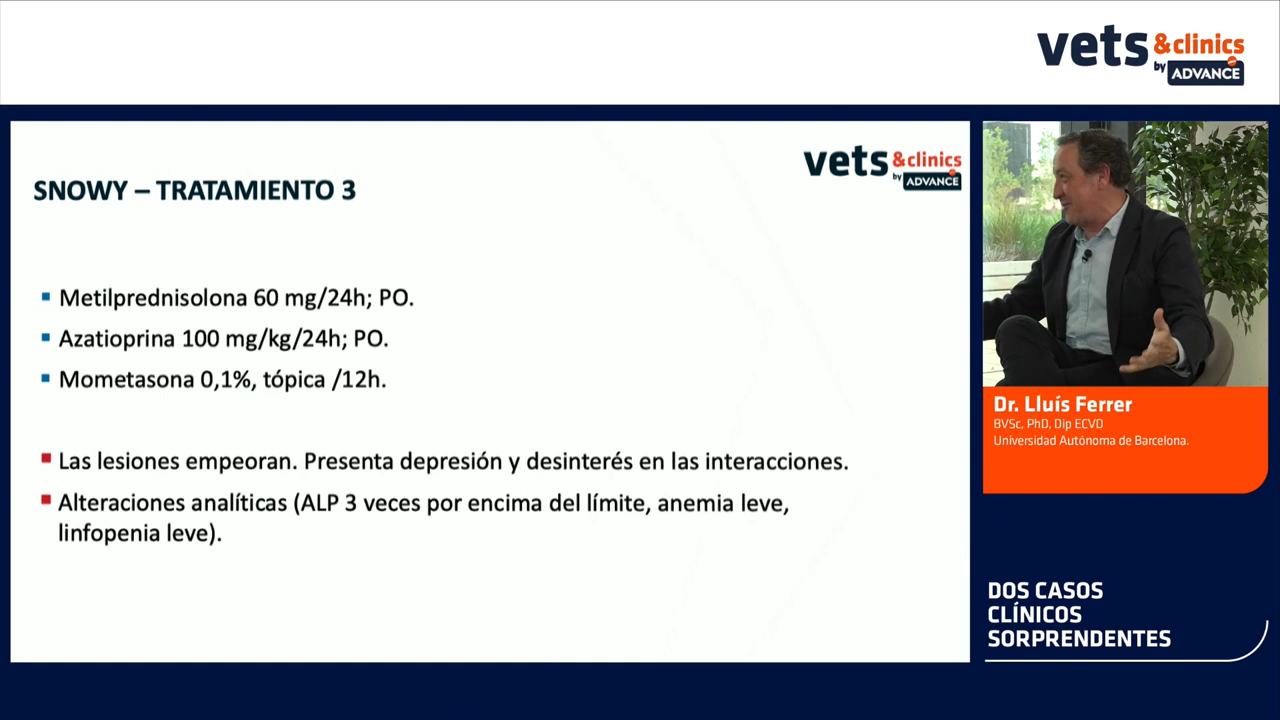 vets &clinics
by ADVANCE
vets &clinics
by ADVANCE
SNOWY – TRATAMIENTO 3
Metilprednisolona 60 mg/24h; PO.
Azatioprina 100 mg/kg/24h; PO.
Mometasona 0,1%, tópica /12h.
Las lesiones empeoran. Presenta depresión y desinterés en las interacciones.
Alteraciones analíticas (ALP 3 veces por encima del límite, anemia leve,
linfopenia leve).
Dr. Lluís Ferrer
BVSc, PhD, Dip ECVD
Universidad Autónoma de Barcelona.
DOS CASOS
CLÍNICOS
SORPRENDENTES